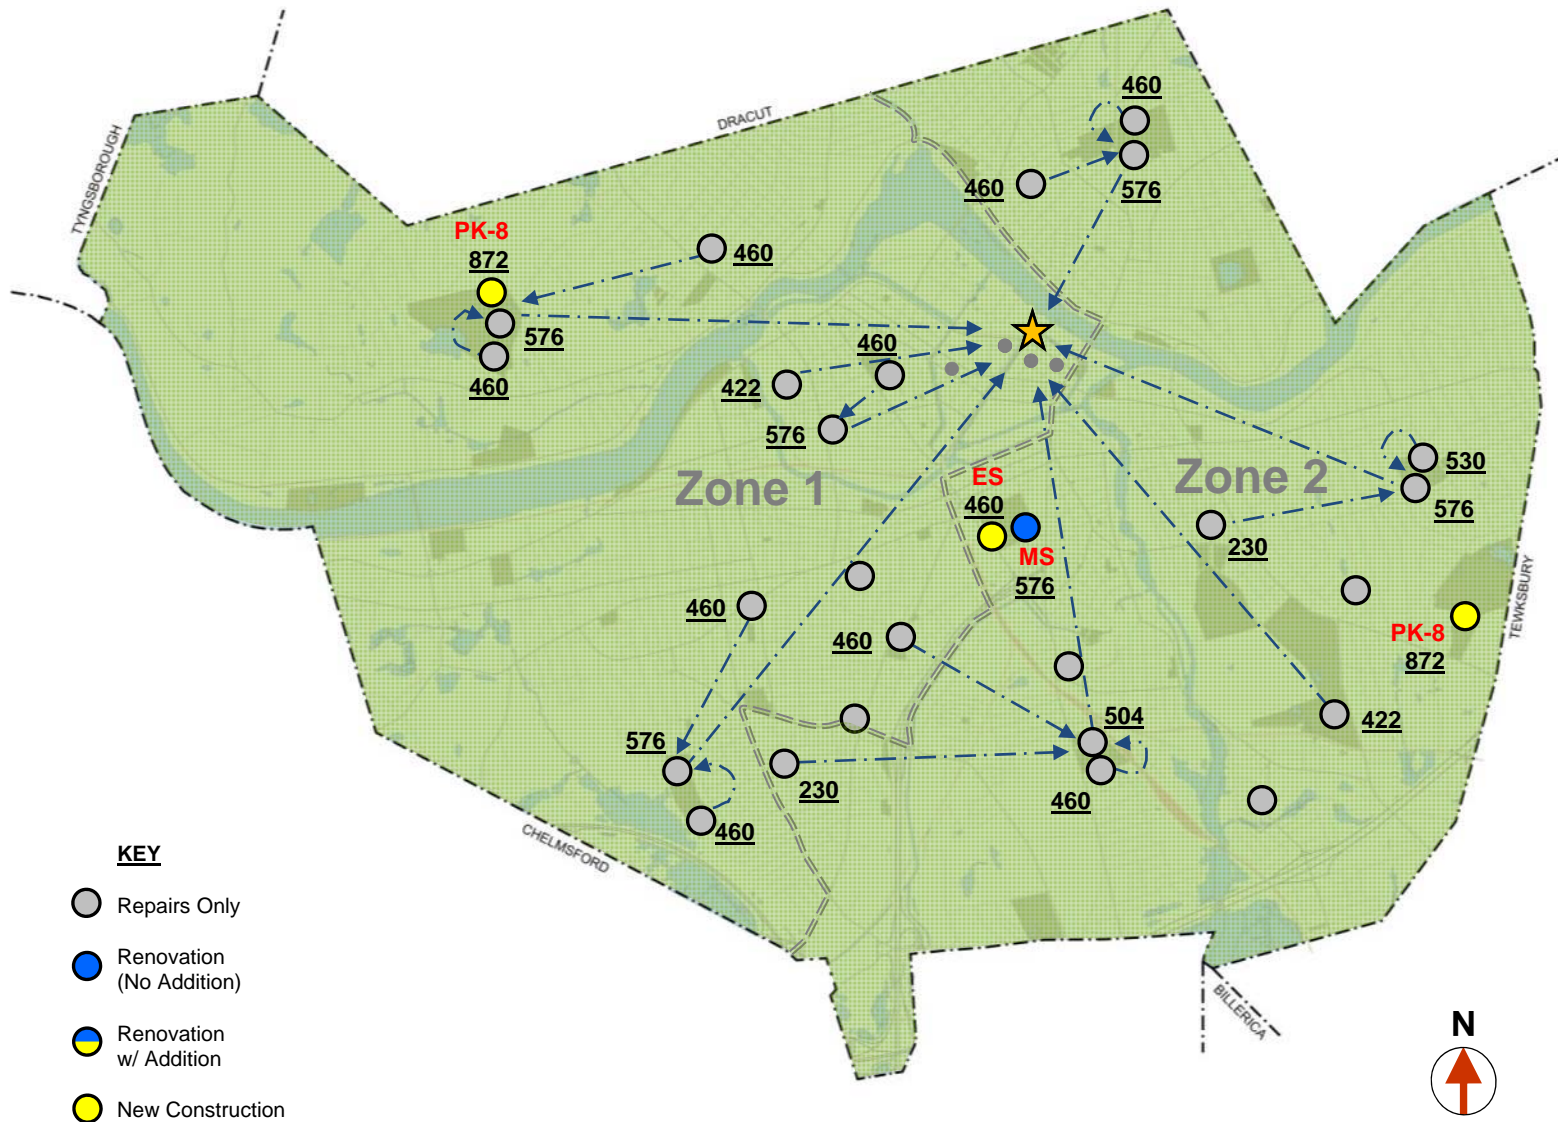 460
DRACUT
TYNGSBOROUGH
460
576
PK-8
872
460
576
460
460
422
576
Zone 1
Zone 2
ES
460
MS
576
530
576
230
TEWKSBURY
460
460
PK-8
872
504
422
576
230
460
460
CHELMSFORD
KEY
Repairs Only
Renovation
(No Addition)
Renovation
w/ Addition
New Construction
BILLERICA
N